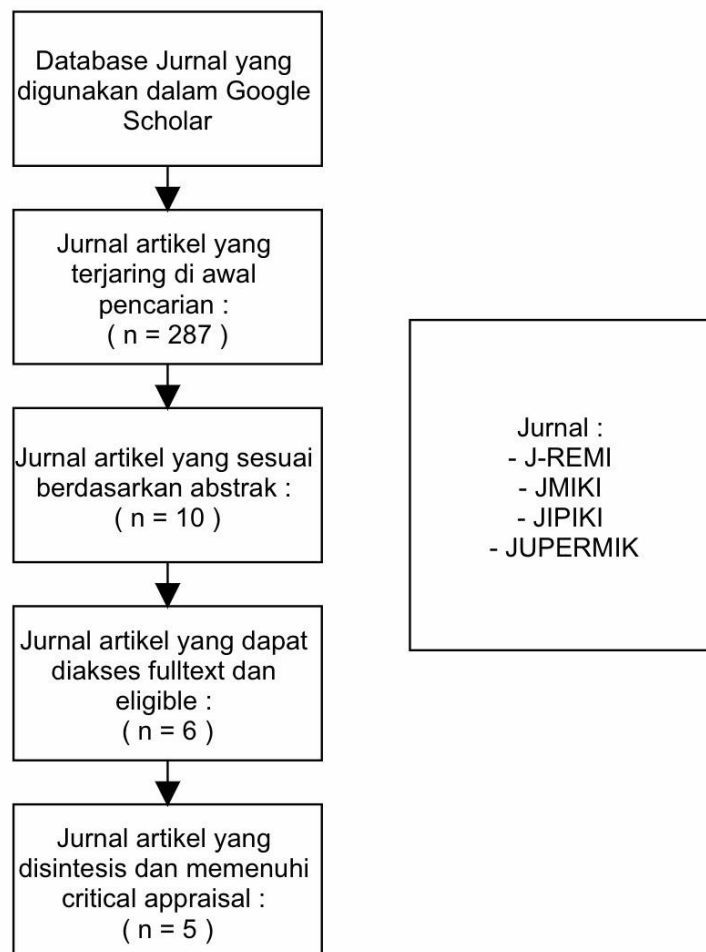 Database Jurnal yang
digunakan dalam Google
Scholar
Jurnal artikel yang
terjaring di awal
pencarian :
( n = 287 )
Jurnal artikel yang sesuai
berdasarkan abstrak :
( n = 10 )
Jurnal artikel yang dapat
diakses fulltext dan
eligible :
( n = 6 )
Jurnal artikel yang
disintesis dan memenuhi
critical appraisal :
( n = 5 )
Jurnal :
- J-REMI
- JMIKI
- JIPIKI
- JUPERMIK